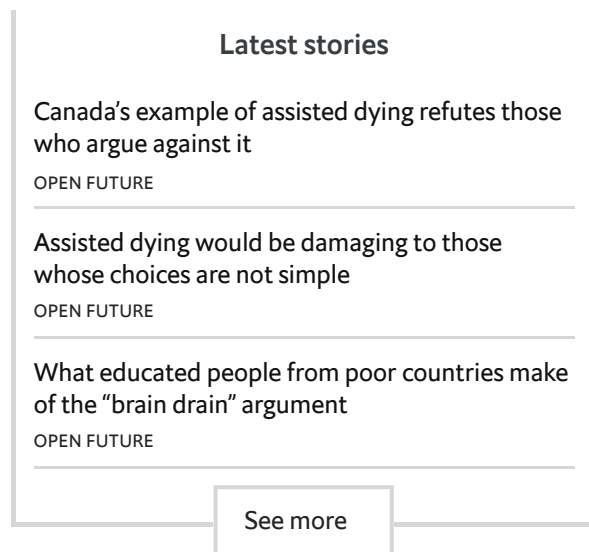 Latest stories
Canada’s example of assisted dying refutes those
who argue against it
OPEN FUTURE
Assisted dying would be damaging to those
whose choices are not simple
OPEN FUTURE
What educated people from poor countries make
of the “brain drain” argument
OPEN FUTURE
See more